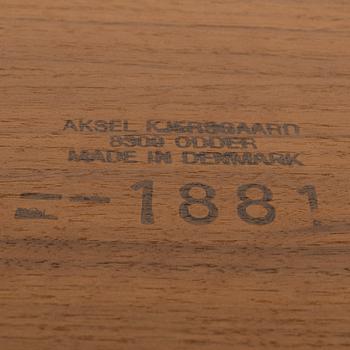 AKSEL KJERSGAARD
8300 ODDER
MADE IN DENMARK
1881